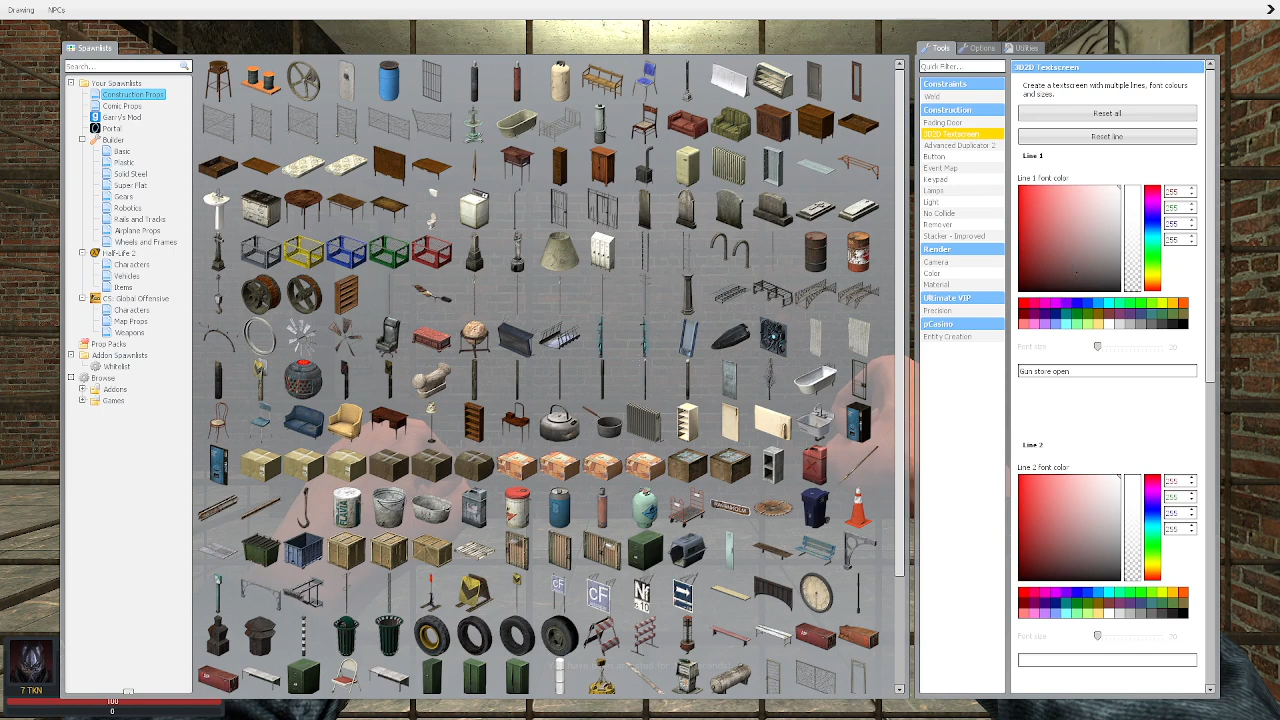 Drawing NPCs
Spawnlists
Search...
Your Spawnlists
Construction Props
Comic Props
Garry's Mod
Portal
Builder
Basic
Plastic
Solid Steel
Super Flat
Gears
Robotics
Rails and Tracks
Airplane Props
Wheels and Frames
Half-Life 2
Characters
Vehicles
Items
CS: Global Offensive
Characters
Map Props
Weapons
Prop Packs
Addon Spawnlists
Whitelist
Browse
Addons
Games
CF
CF
7 TKN
100
0
Tools Options Utilities
Quick Filter...
Constraints
Weld
Construction
Fading Door
3D2D Textscreen
Advanced Duplicator 2
Button
Event Map
Keypad
Lamps
Light
No Collide
Remover
Stacker - Improved
Render
Camera
Color
Material
Ultimate VIP
Precision
pCasino
Entity Creation
3D2D Textscreen
Create a textscreen with multiple lines, font colours
and sizes.
Reset all
Reset line
Line 1
Line 1 font color
255
255
255
255
Font size 20
Gun store open
Line 2
Line 2 font color
255
255
255
255
Font size 20